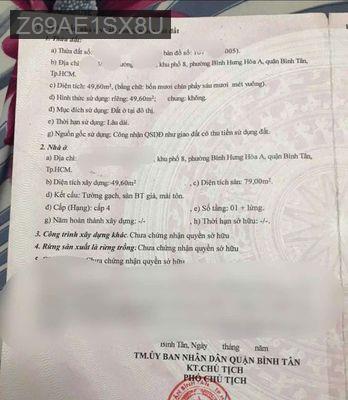 Z69AE1SX8U
đất
1. Thửa đất:
a) Thửa đất số: bản đồ số: 005).
b) Địa chỉ khu phố 8, phường Bình Hưng Hòa A, quận Bình Tân,
Tp.HCM.
c) Diện tích: 49,60m², (bằng chữ: bốn mươi chín phẩy sáu mươi mét vuông).
d) Hình thức sử dụng: riêng: 49,60m²; chung: không.
đ) Mục đích sử dụng: Đất ở tại đô thị.
e) Thời hạn sử dụng: Lâu dài.
g) Nguồn gốc sử dụng: Công nhận QSDĐ như giao đất có thu tiền sử dụng đất.
2. Nhà ở
a) Địa chỉ: khu phố 8, phường Bình Hưng Hòa A, quận Bình Tân,
Tp.HCM.
b) Diện tích xây dựng: 49,60m² , c) Diện tích sàn: 79,00m².
d) Kết cấu: Tường gạch, sàn BT giả, mái tôn.
đ) Cấp (Hạng): cấp 4 , e) Số tầng: 01 + lửng.
g) Năm hoàn thành xây dựng: -/- , h) Thời hạn sở hữu: -/-.
3. Công trình xây dựng khác: Chưa chứng nhận quyền sở hữu
4. Rừng sản xuất là rừng trồng: Chưa chứng nhận quyền sở hữu
5. Chưa chứng nhận quyền sở hữu
Bình Tân, Ngày tháng năm
TM.ỦY BAN NHÂN DÂN QUẬN BÌNH TÂN
KT.CHỦ TỊCH
PHÓ CHỦ TỊCH